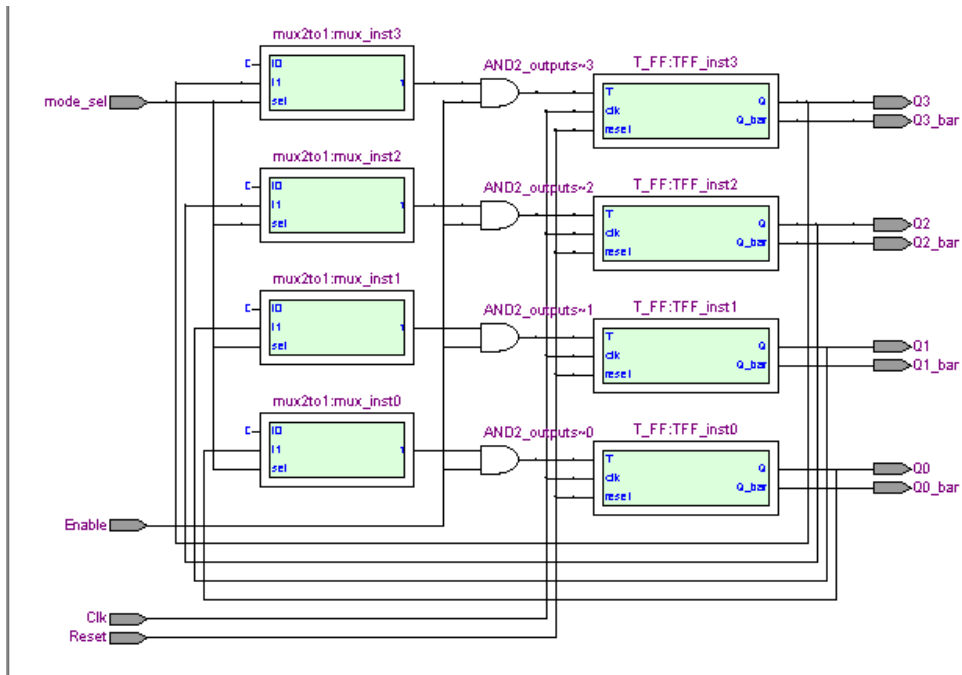 mux2to1:mux_inst3
I0
I1
sel
AND2_outputs~3
T_FF:TFF_inst3
T
clk
reset
Q
Q_bar
mode_sel
Q3
Q3_bar
mux2to1:mux_inst2
I0
I1
sel
AND2_outputs~2
T_FF:TFF_inst2
T
clk
reset
Q
Q_bar
Q2
Q2_bar
mux2to1:mux_inst1
I0
I1
sel
AND2_outputs~1
T_FF:TFF_inst1
T
clk
reset
Q
Q_bar
Q1
Q1_bar
mux2to1:mux_inst0
I0
I1
sel
AND2_outputs~0
T_FF:TFF_inst0
T
clk
reset
Q
Q_bar
Q0
Q0_bar
Enable
Clk
Reset